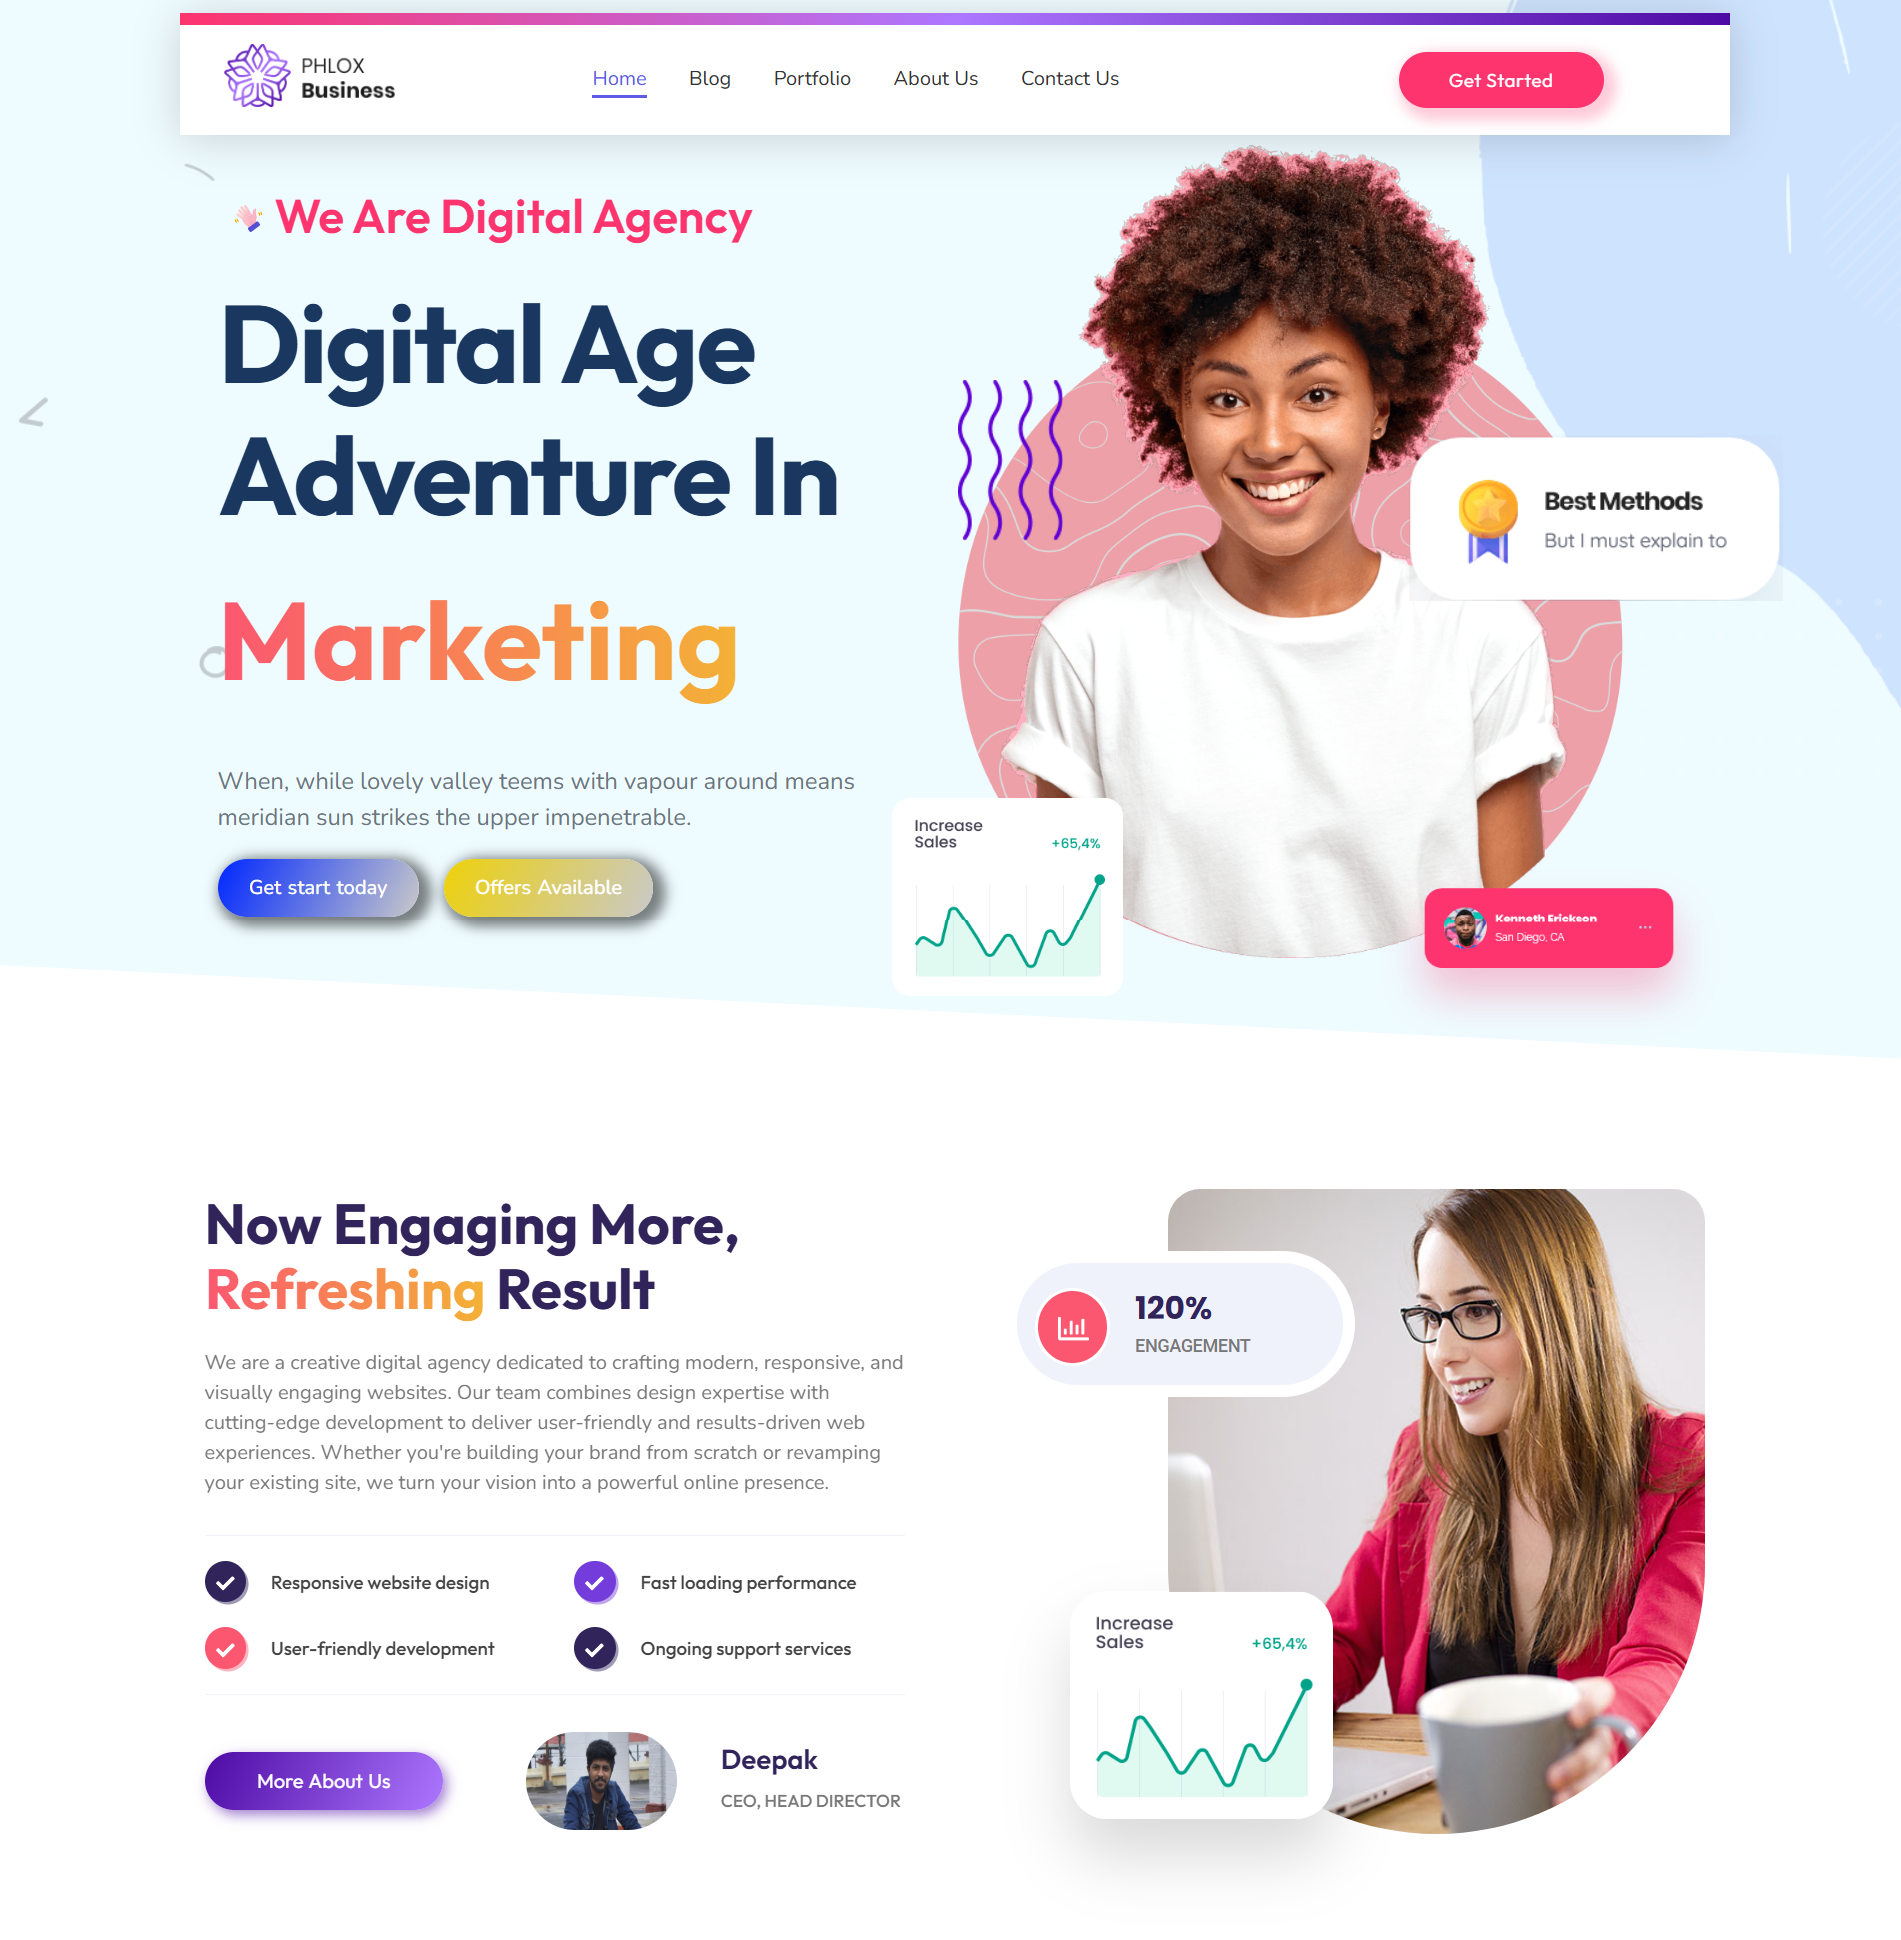 PHLOX
Business
Home
Blog
Portfolio
About Us
Contact Us
Get Started
We Are Digital Agency
Digital Age
Adventure In
Marketing
When, while lovely valley teems with vapour around means
meridian sun strikes the upper impenetrable.
Get start today
Offers Available
Best Methods
But I must explain to
Increase
Sales
+65,4%
Kenneth Erickson
San Diego, CA
Now Engaging More,
Refreshing Result
We are a creative digital agency dedicated to crafting modern, responsive, and
visually engaging websites. Our team combines design expertise with
cutting-edge development to deliver user-friendly and results-driven web
experiences. Whether you're building your brand from scratch or revamping
your existing site, we turn your vision into a powerful online presence.
Responsive website design
Fast loading performance
User-friendly development
Ongoing support services
More About Us
Deepak
CEO, HEAD DIRECTOR
120%
ENGAGEMENT
Increase
Sales
+65,4%